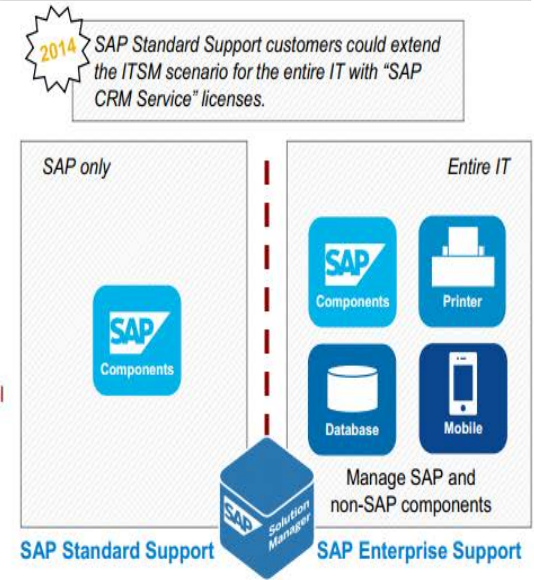 2014
SAP Standard Support customers could extend
the ITSM scenario for the entire IT with “SAP
CRM Service” licenses.
SAP only
SAP
Components
Entire IT
SAP
Components
Printer
Database
Mobile
Manage SAP and
non-SAP components
SAP Solution
Manager
SAP Standard Support
SAP Enterprise Support